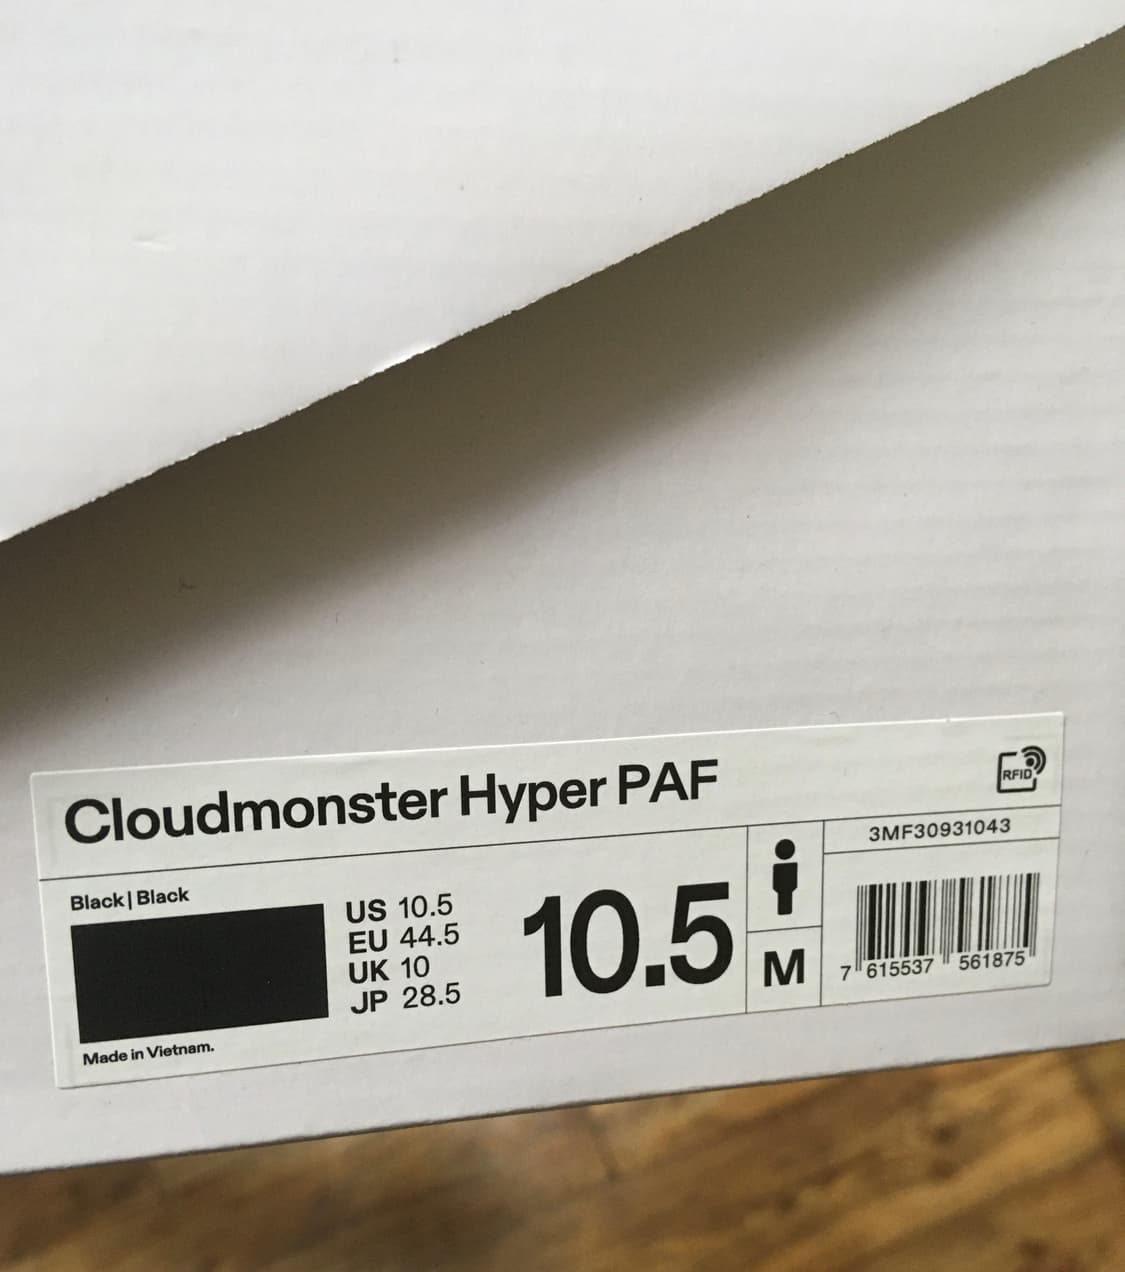 Cloudmonster Hyper PAF
RFID
3MF30931043
Black | Black
US 10.5
EU 44.5
UK 10
JP 28.5
10.5
M
7 615537 561875
Made in Vietnam.